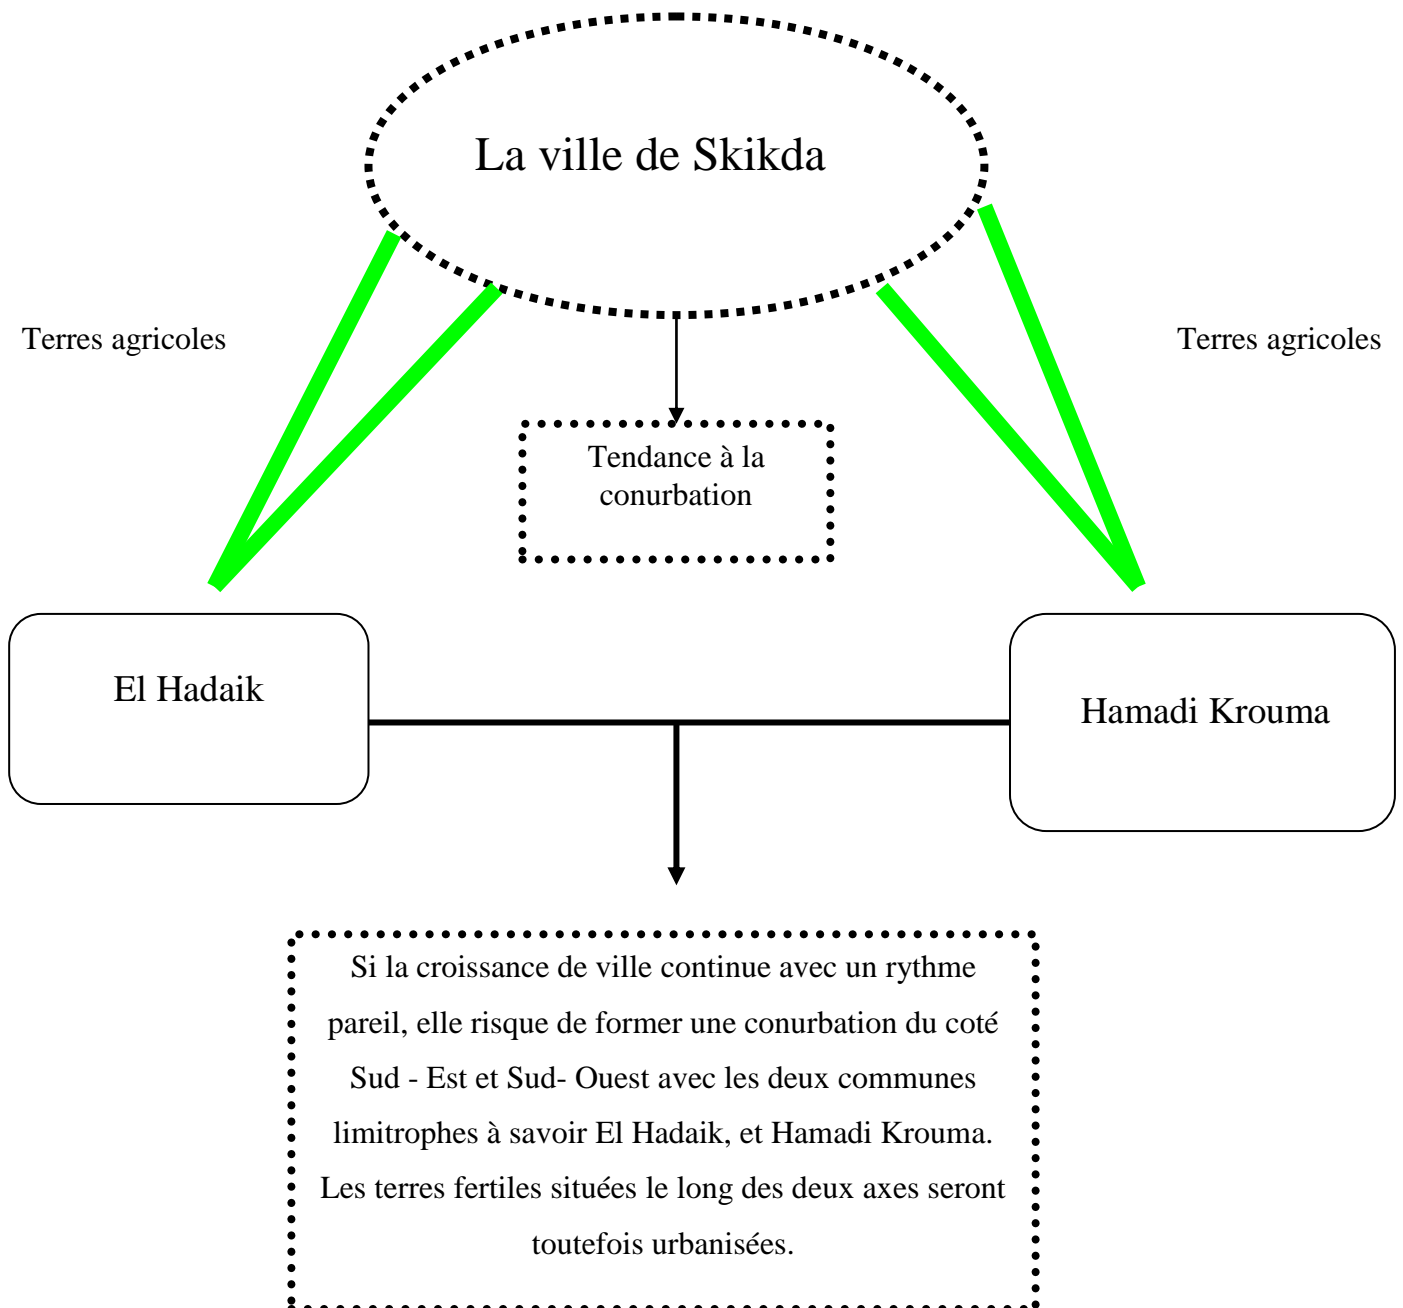 La ville de Skikda
Terres agricoles
Terres agricoles
Tendance à la
conurbation
El Hadaik
Hamadi Krouma
Si la croissance de ville continue avec un rythme
pareil, elle risque de former une conurbation du coté
Sud - Est et Sud- Ouest avec les deux communes
limitrophes à savoir El Hadaik, et Hamadi Krouma.
Les terres fertiles situées le long des deux axes seront
toutefois urbanisées.